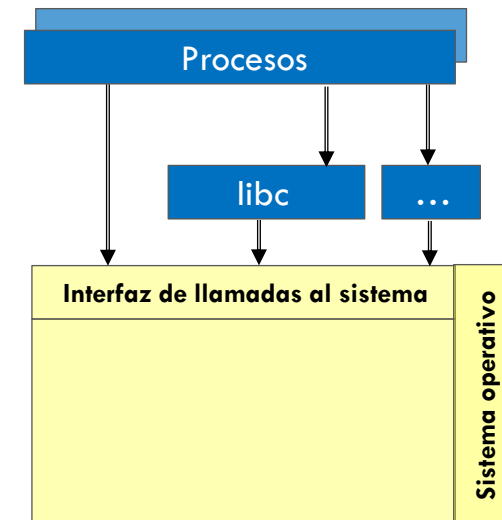 Procesos
libc
...
Interfaz de llamadas al sistema
Sistema operativo